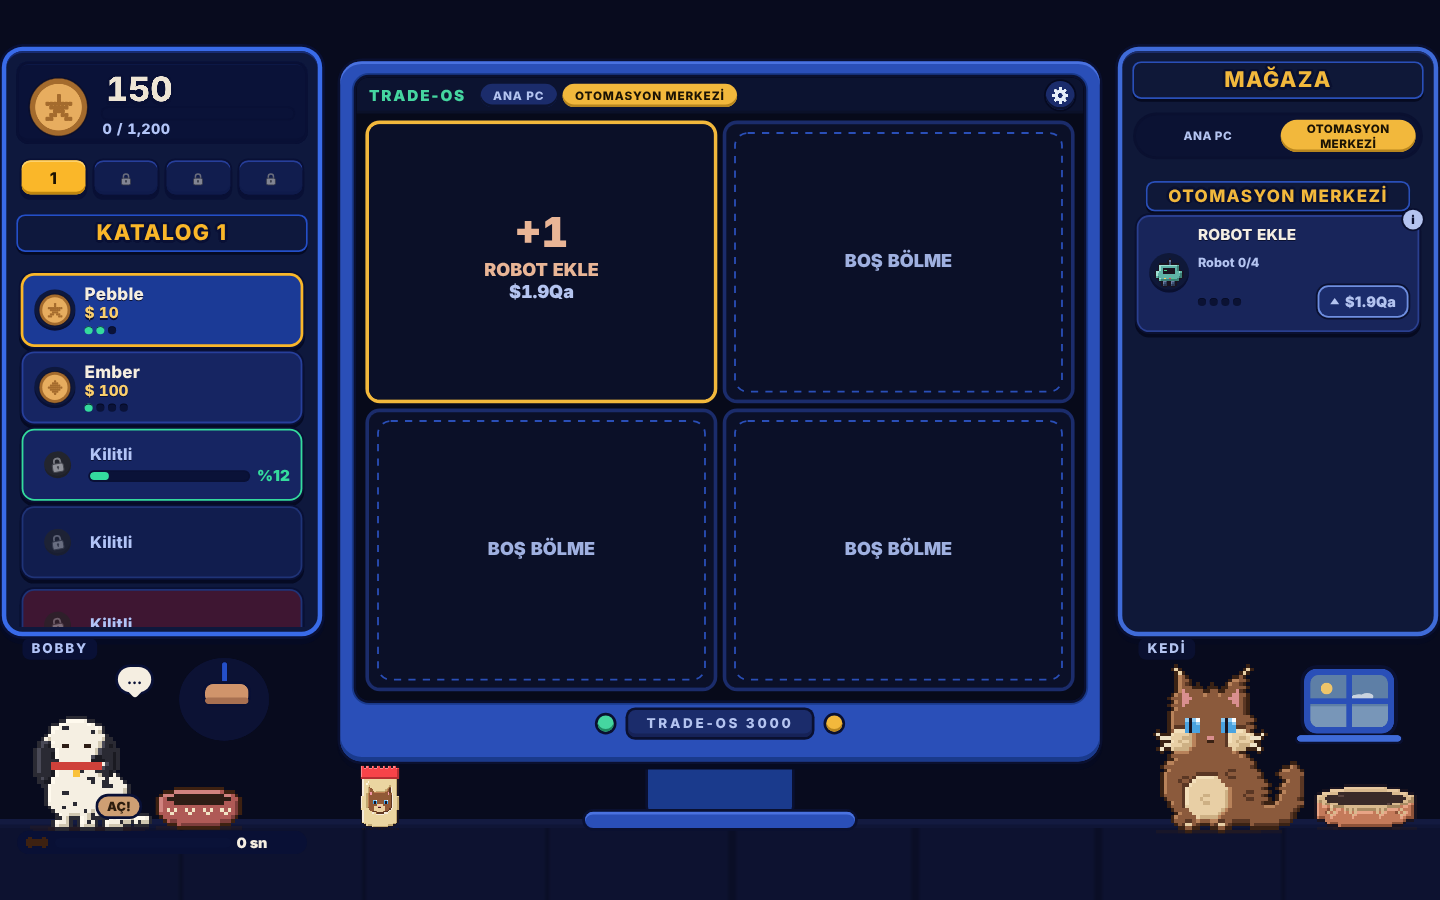 150
0 / 1,200
1
KATALOG 1
Pebble
$ 10
Ember
$ 100
Kilitli
%12
Kilitli
Kilitli
BOBBY
...
AÇ!
0 sn
TRADE-OS
ANA PC
OTOMASYON MERKEZİ
+1
ROBOT EKLE
$1.9Qa
BOŞ BÖLME
BOŞ BÖLME
BOŞ BÖLME
TRADE-OS 3000
MAĞAZA
ANA PC
OTOMASYON
MERKEZİ
OTOMASYON MERKEZİ
i
ROBOT EKLE
Robot 0/4
$1.9Qa
KEDİ